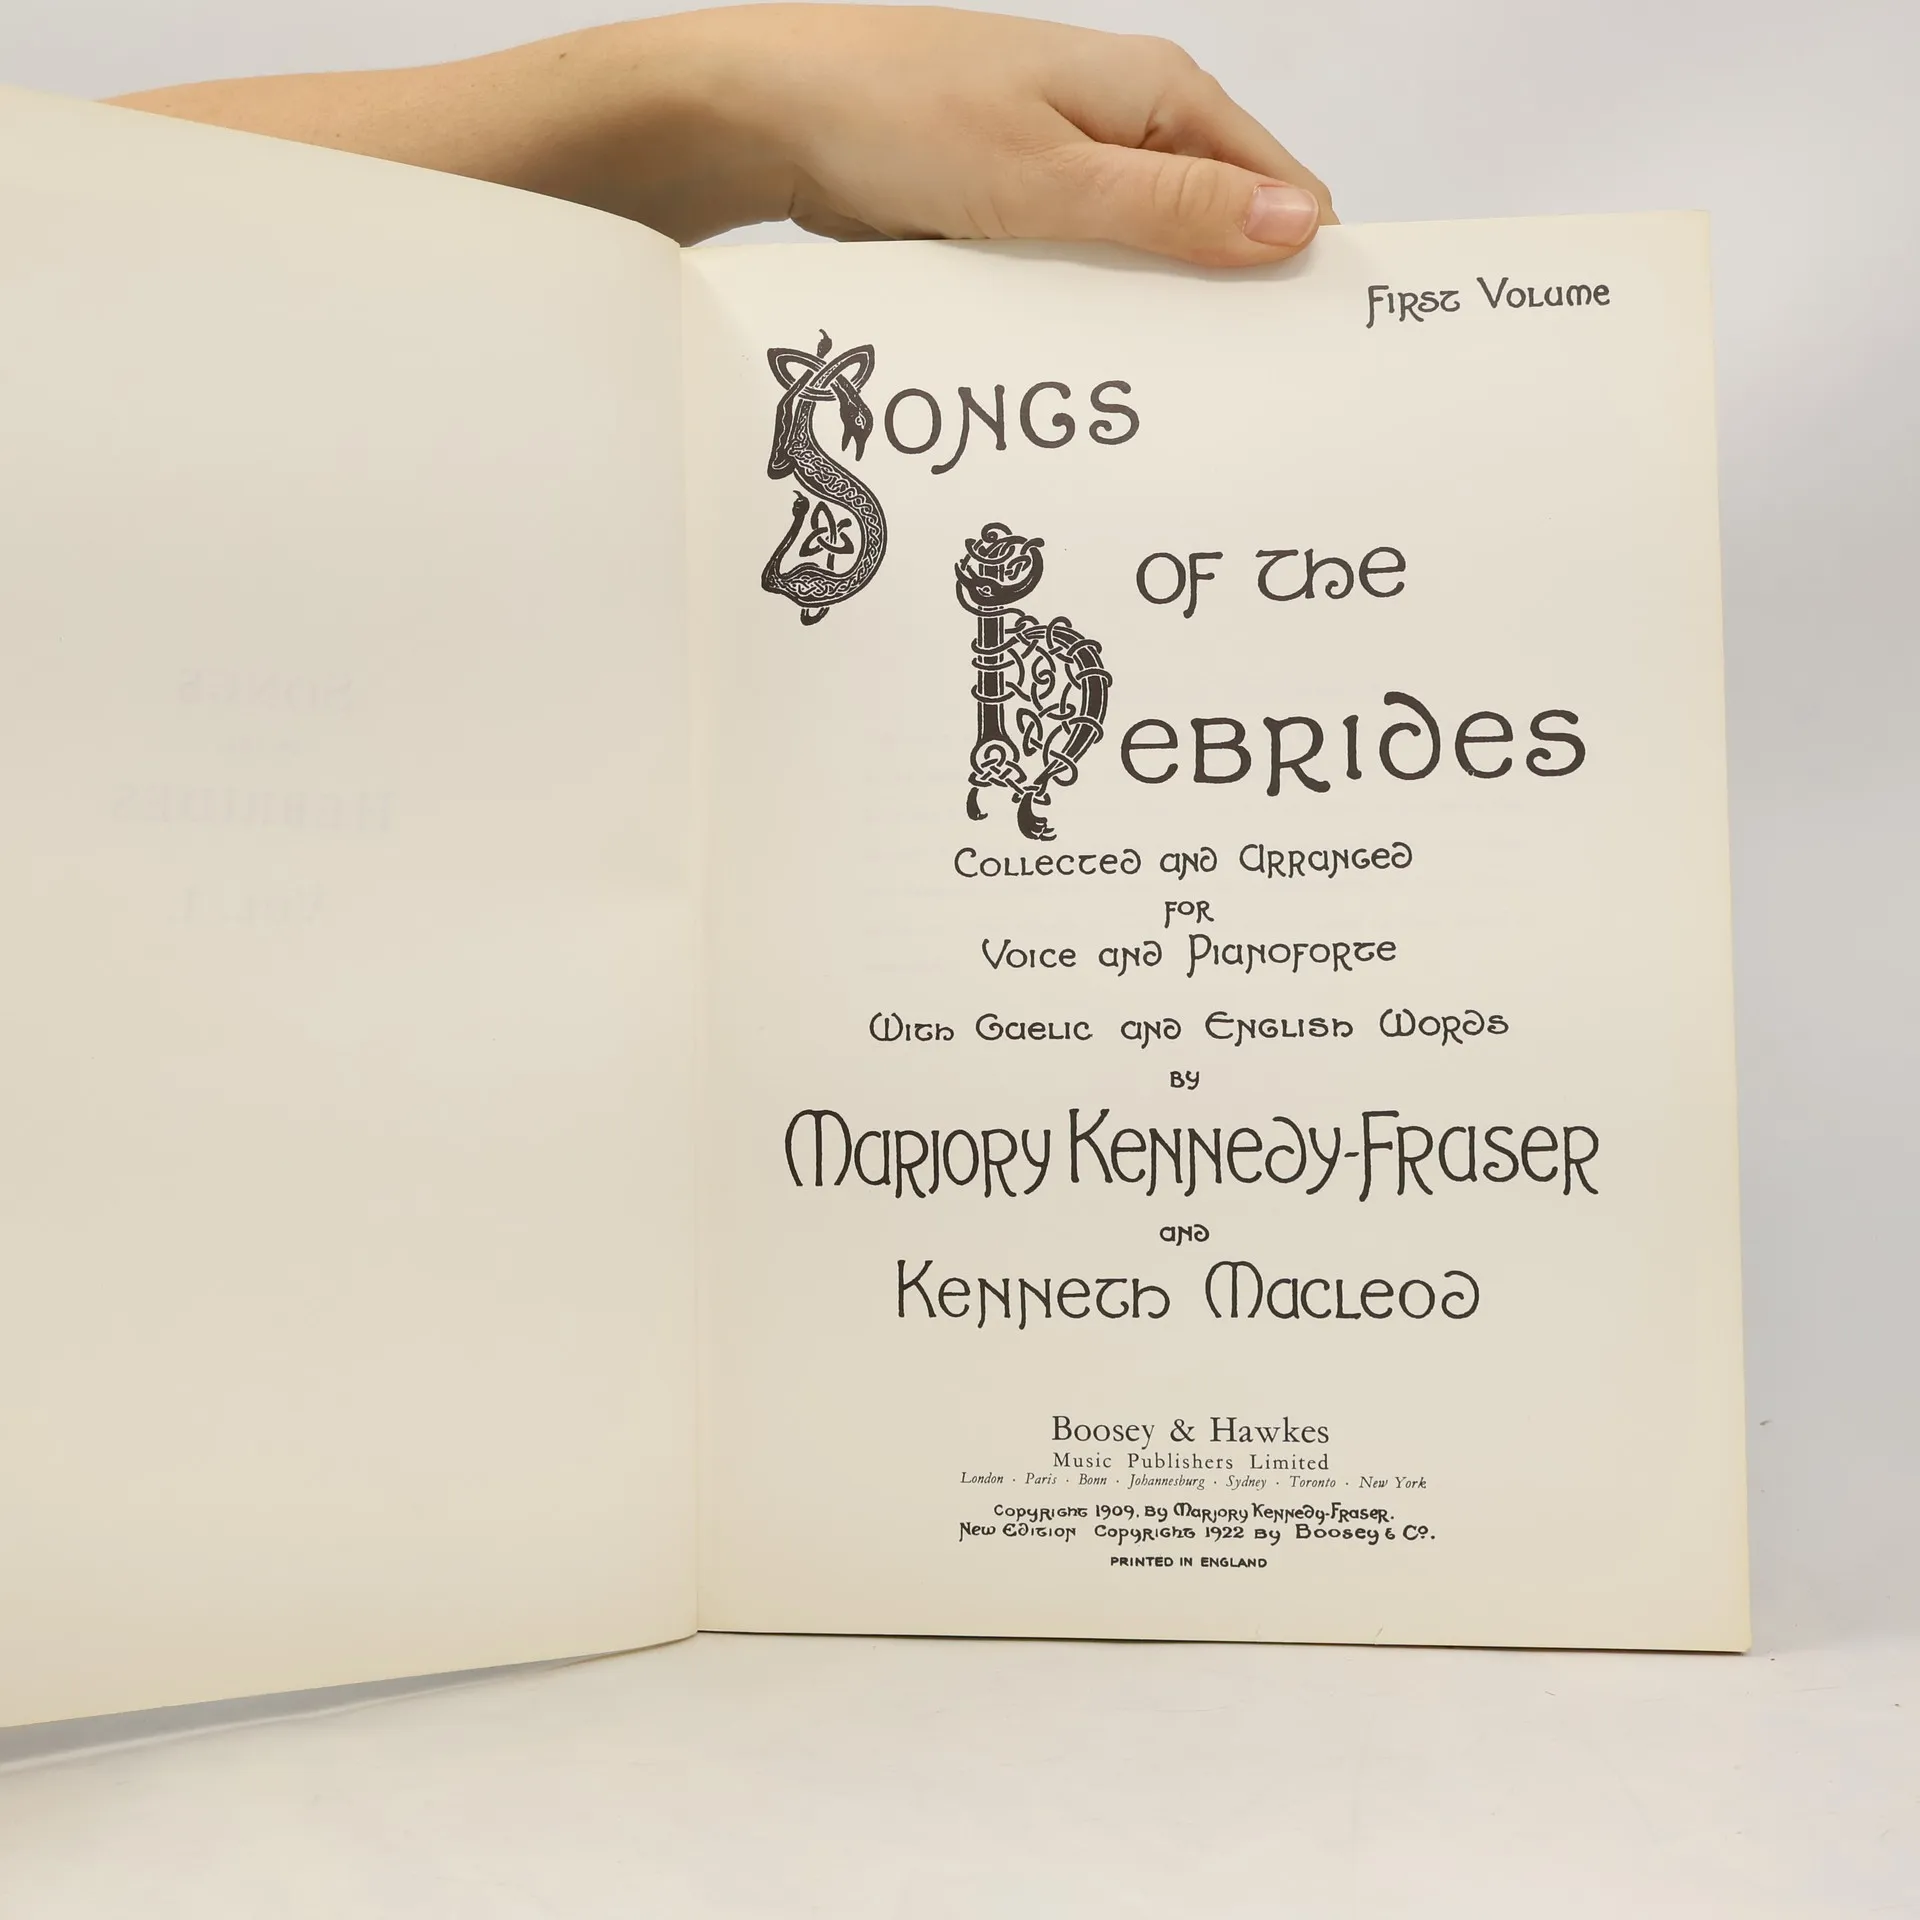 First Volume
Songs
of the
Hebrides
Collected and Arranged
for
Voice and Pianoforte
With Gaelic and English Words
by
Marjory Kennedy-Fraser
and
Kenneth Macleod
Boosey & Hawkes
Music Publishers Limited
London · Paris · Bonn · Johannesburg · Sydney · Toronto · New York
Copyright 1909, by Marjory Kennedy-Fraser.
New Edition Copyright 1922 by Boosey & Co.
PRINTED IN ENGLAND